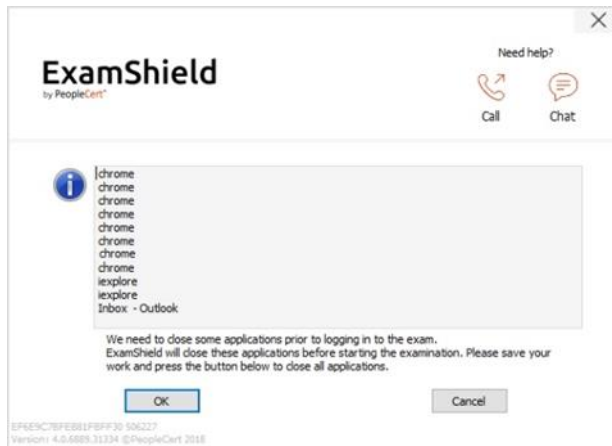 Need help?
ExamShield
by PeopleCert
Call
Chat
chrome
chrome
chrome
chrome
chrome
chrome
chrome
chrome
iexplore
iexplore
Inbox - Outlook
We need to close some applications prior to logging in to the exam.
ExamShield will close these applications before starting the examination. Please save your
work and press the button below to close all applications.
OK
Cancel
Version: 4.0.6889.31334 ©PeopleCert 2018